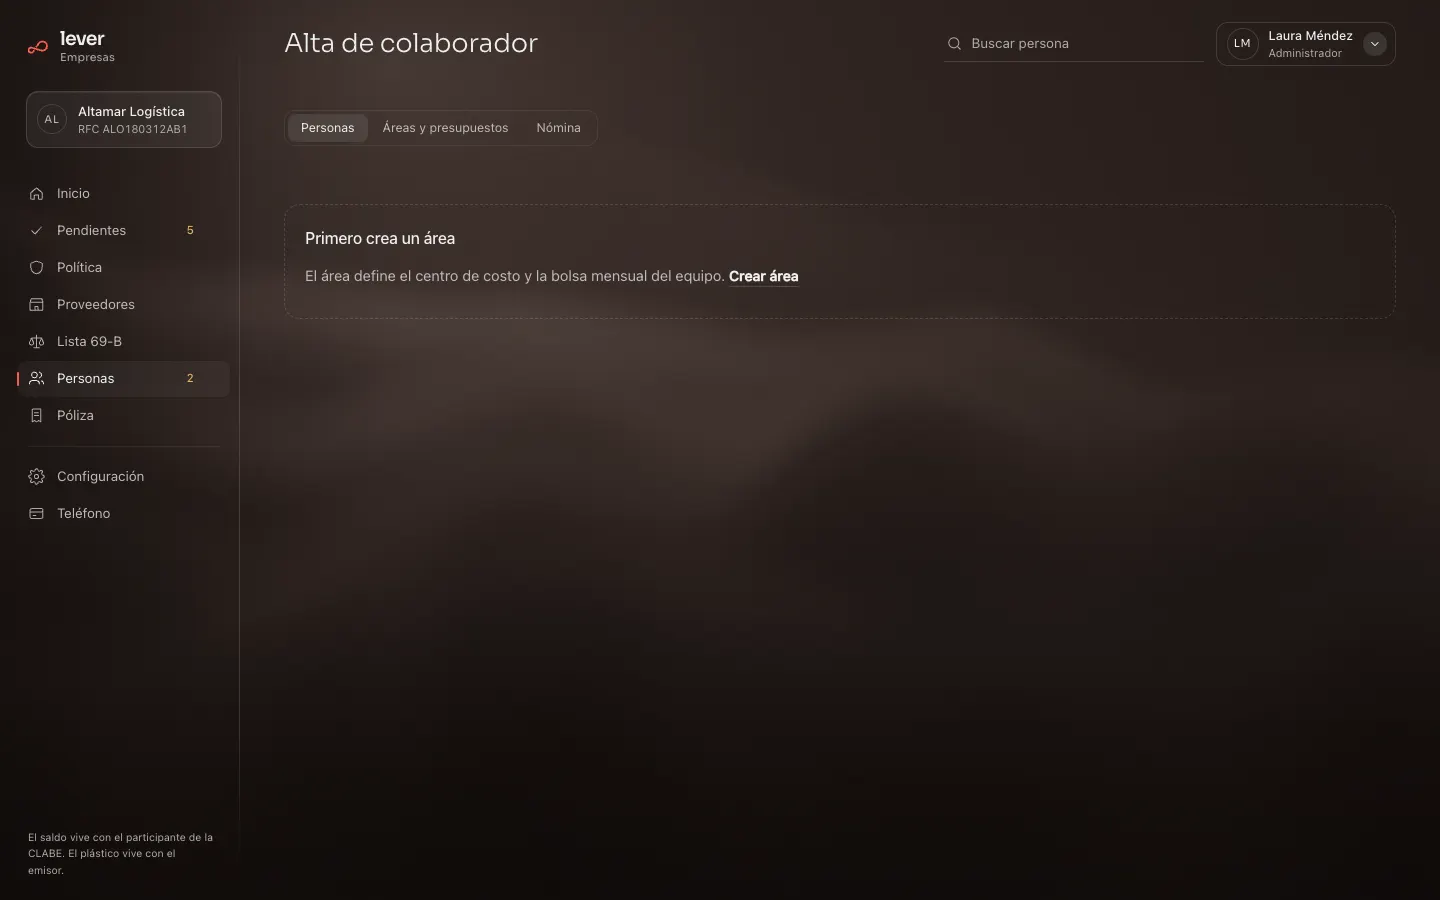 lever
Empresas
Alta de colaborador
Buscar persona
LM
Laura Méndez
Administrador
AL
Altamar Logística
RFC ALO180312AB1
Personas
Áreas y presupuestos
Nómina
Inicio
Pendientes 5
Política
Proveedores
Lista 69-B
Personas 2
Póliza
Configuración
Teléfono
Primero crea un área
El área define el centro de costo y la bolsa mensual del equipo. Crear área
El saldo vive con el participante de la
CLABE. El plástico vive con el
emisor.